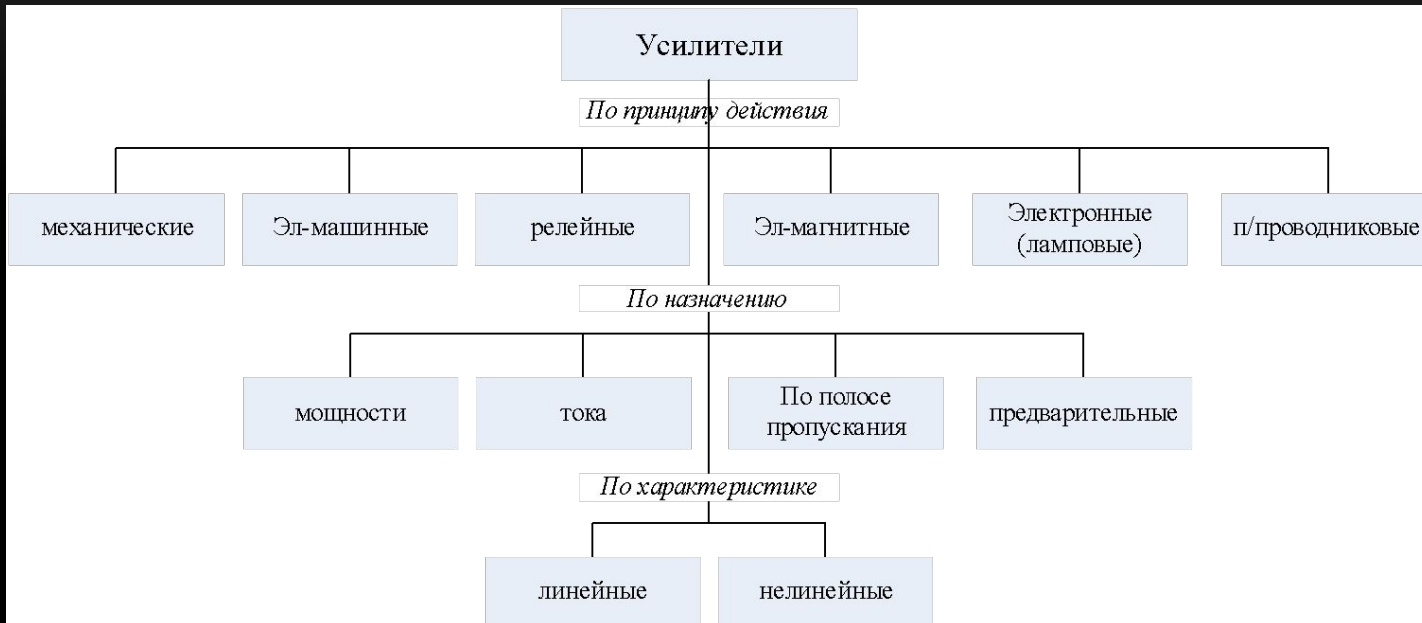 Усилители
По принципу действия
механические
Эл-машинные
релейные
Эл-магнитные
Электронные
(ламповые)
п/проводниковые
По назначению
мощности
тока
По полосе
пропускания
предварительные
По характеристике
линейные
нелинейные